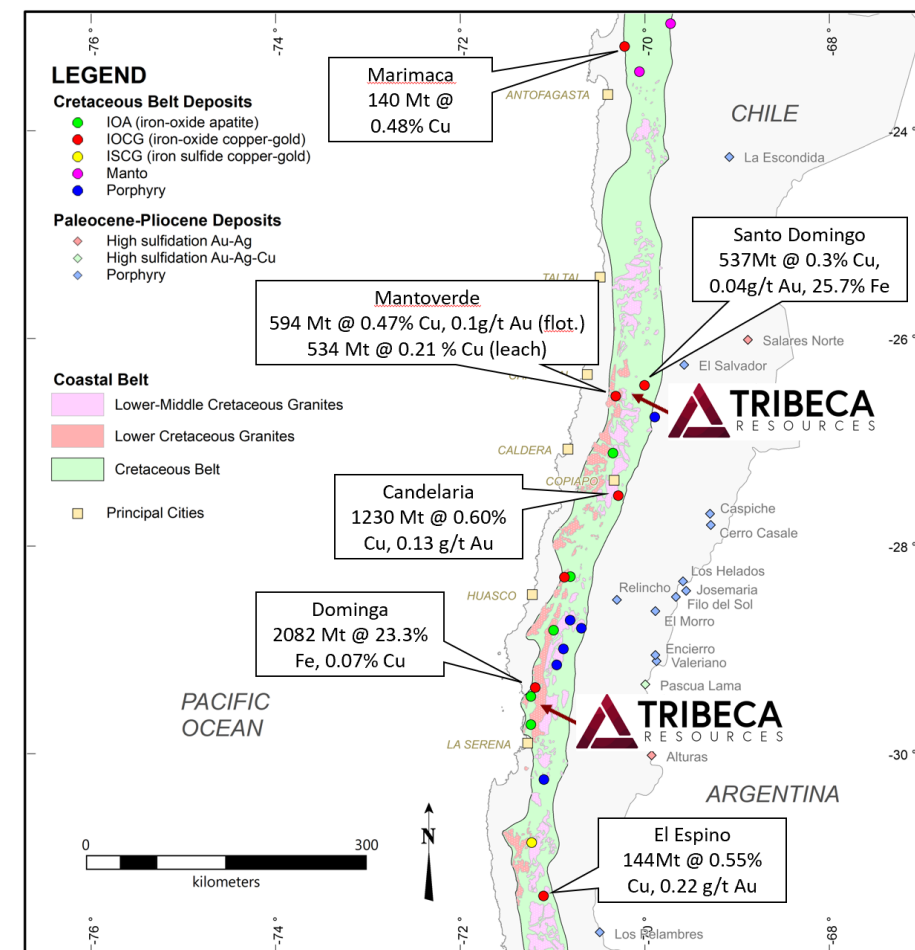 -76 °
-74 °
-72 °
-70 °
-68 °
LEGEND
Cretaceous Belt Deposits
IOA (iron-oxide apatite)
IOCG (iron-oxide copper-gold)
ISCG (iron sulfide copper-gold)
Manto
Porphyry
Paleocene-Pliocene Deposits
High sulfidation Au-Ag
High sulfidation Au-Ag-Cu
Porphyry
Coastal Belt
Lower-Middle Cretaceous Granites
Lower Cretaceous Granites
Cretaceous Belt
Principal Cities
Marimaca
140 Mt @
0.48% Cu
ANTOFAGASTA
CHILE
-24 °
La Escondida
Santo Domingo
537Mt @ 0.3% Cu,
0.04g/t Au, 25.7% Fe
TALTAL
Mantoverde
594 Mt @ 0.47% Cu, 0.1g/t Au (flot.)
534 Mt @ 0.21 % Cu (leach)
-26 °
Salares Norte
El Salvador
TRIBECA
RESOURCES
CALDERA
COPIAPO
Candelaria
1230 Mt @ 0.60%
Cu, 0.13 g/t Au
Caspiche
Cerro Casale
-28 °
Los Helados
Josemaria
Relincho
Filo del Sol
El Morro
HUASCO
Dominga
2082 Mt @ 23.3%
Fe, 0.07% Cu
Encierro
Valeriano
Pascua Lama
PACIFIC
OCEAN
TRIBECA
RESOURCES
LA SERENA
Alturas
-30 °
ARGENTINA
0
300
kilometers
N
El Espino
144Mt @ 0.55%
Cu, 0.22 g/t Au
Los Pelambres
-76 °
-74 °
-72 °
-70 °
-68 °